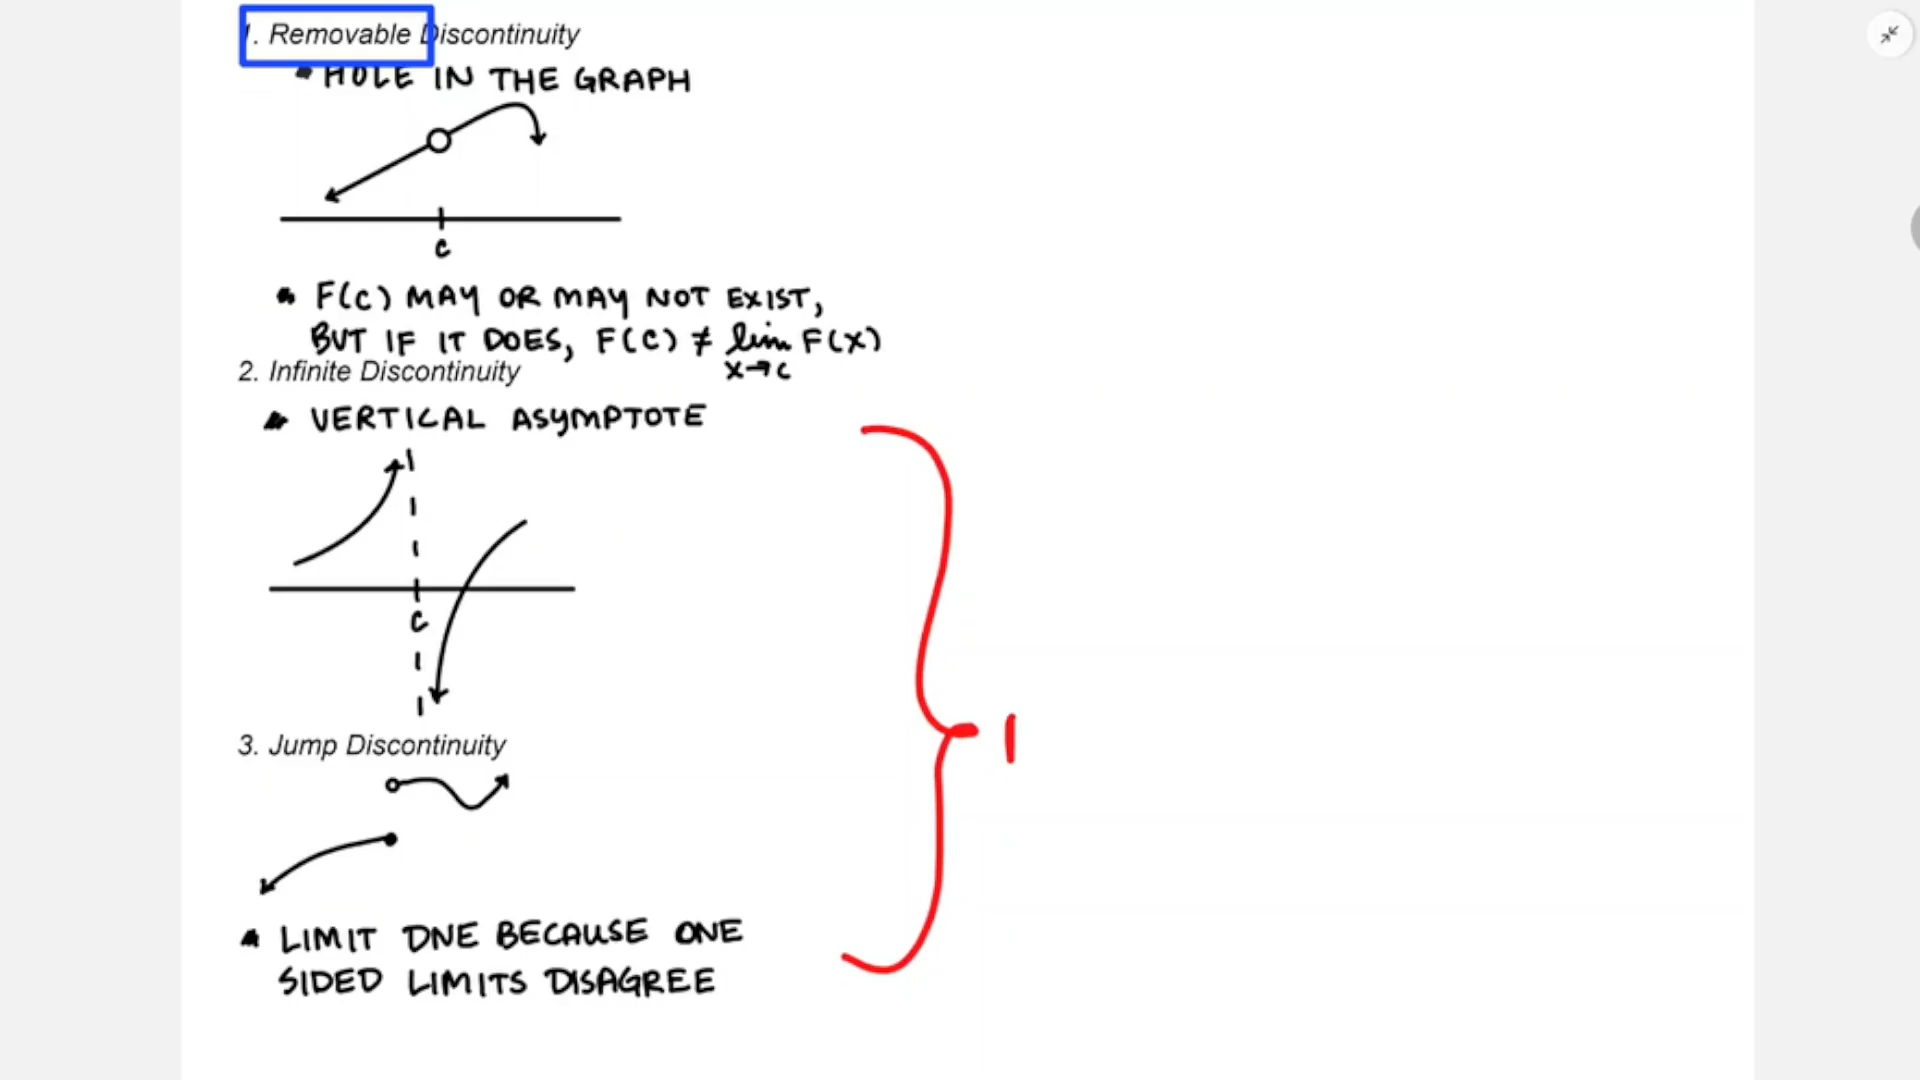 1. Removable Discontinuity
HOLE IN THE GRAPH
C
F(C) MAY OR MAY NOT EXIST,
BUT IF IT DOES, F(C) ≠ lim F(X)
X→C
2. Infinite Discontinuity
VERTICAL ASYMPTOTE
C
3. Jump Discontinuity
LIMIT DNE BECAUSE ONE
SIDED LIMITS DISAGREE
I